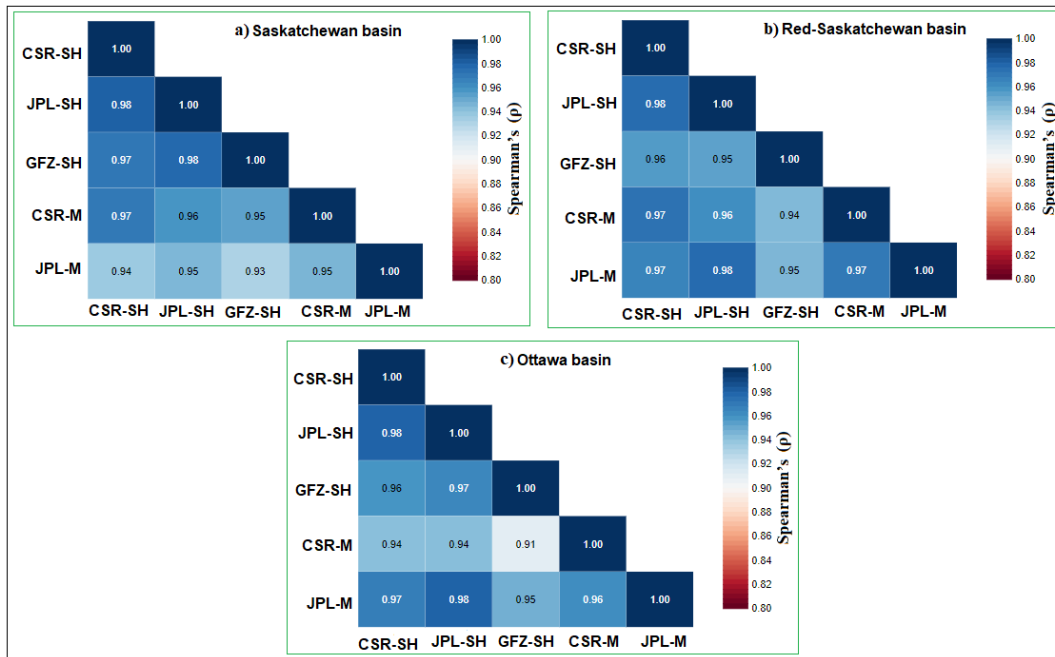 a) Saskatchewan basin
CSR-SH 1.00
JPL-SH 0.98 1.00
GFZ-SH 0.97 0.98 1.00
CSR-M 0.97 0.96 0.95 1.00
JPL-M 0.94 0.95 0.93 0.95 1.00
CSR-SH JPL-SH GFZ-SH CSR-M JPL-M
1.00
0.98
0.96
0.94
0.92
0.90
0.88
0.86
0.84
0.82
0.80
Spearman's (ρ)
b) Red-Saskatchewan basin
CSR-SH 1.00
JPL-SH 0.98 1.00
GFZ-SH 0.96 0.95 1.00
CSR-M 0.97 0.96 0.94 1.00
JPL-M 0.97 0.98 0.95 0.97 1.00
CSR-SH JPL-SH GFZ-SH CSR-M JPL-M
1.00
0.98
0.96
0.94
0.92
0.90
0.88
0.86
0.84
0.82
0.80
Spearman's (ρ)
c) Ottawa basin
CSR-SH 1.00
JPL-SH 0.98 1.00
GFZ-SH 0.96 0.97 1.00
CSR-M 0.94 0.94 0.91 1.00
JPL-M 0.97 0.98 0.95 0.96 1.00
CSR-SH JPL-SH GFZ-SH CSR-M JPL-M
1.00
0.98
0.96
0.94
0.92
0.90
0.88
0.86
0.84
0.82
0.80
Spearman's (ρ)